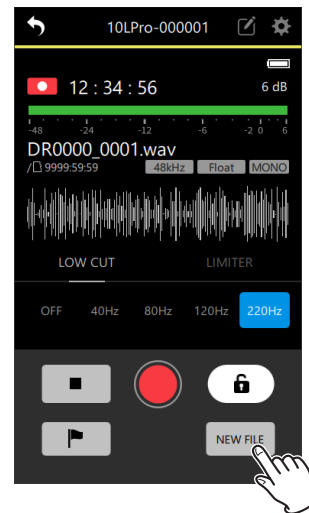 10LPro-000001
12 : 34 : 56
6 dB
-48 -24 -12 -6 -2 0 6
DR0000_0001.wav
/ 9999:59:59 48kHz Float MONO
LOW CUT LIMITER
OFF 40Hz 80Hz 120Hz 220Hz
NEW FILE